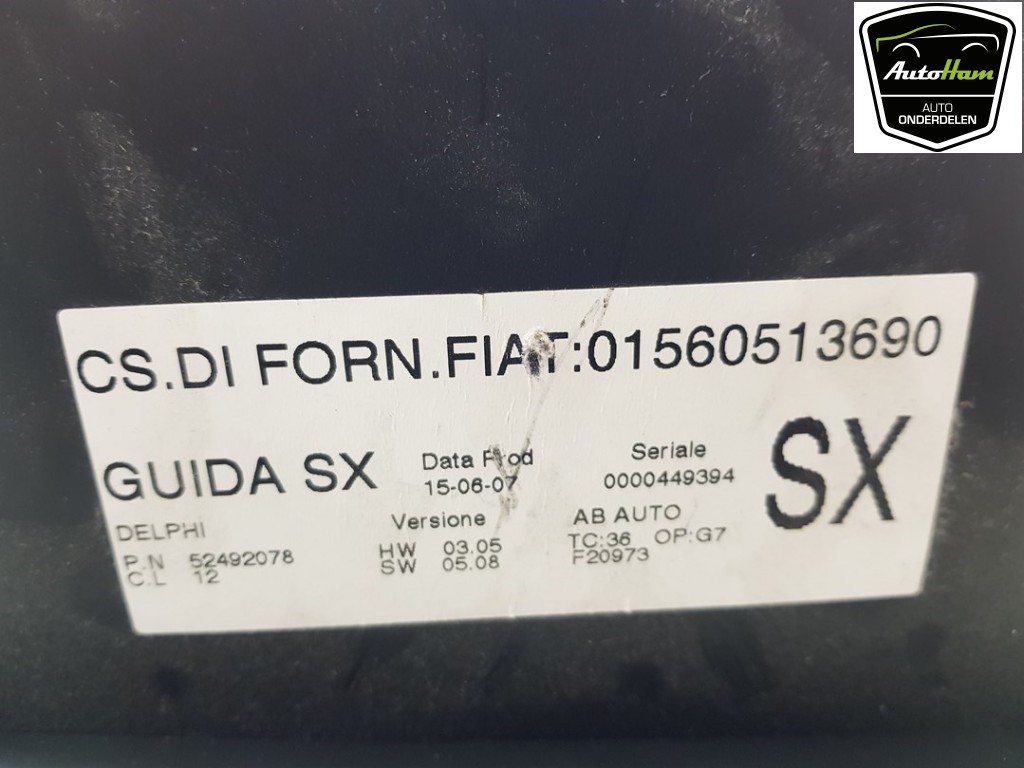 AutoHam
AUTO
ONDERDELEN
CS.DI FORN.FIAT:01560513690
GUIDA SX
Data Prod
15-06-07
Seriale
0000449394
SX
DELPHI
P.N 52492078
C.L 12
Versione
HW 03.05
SW 05.08
AB AUTO
TC:36 OP:G7
F20973